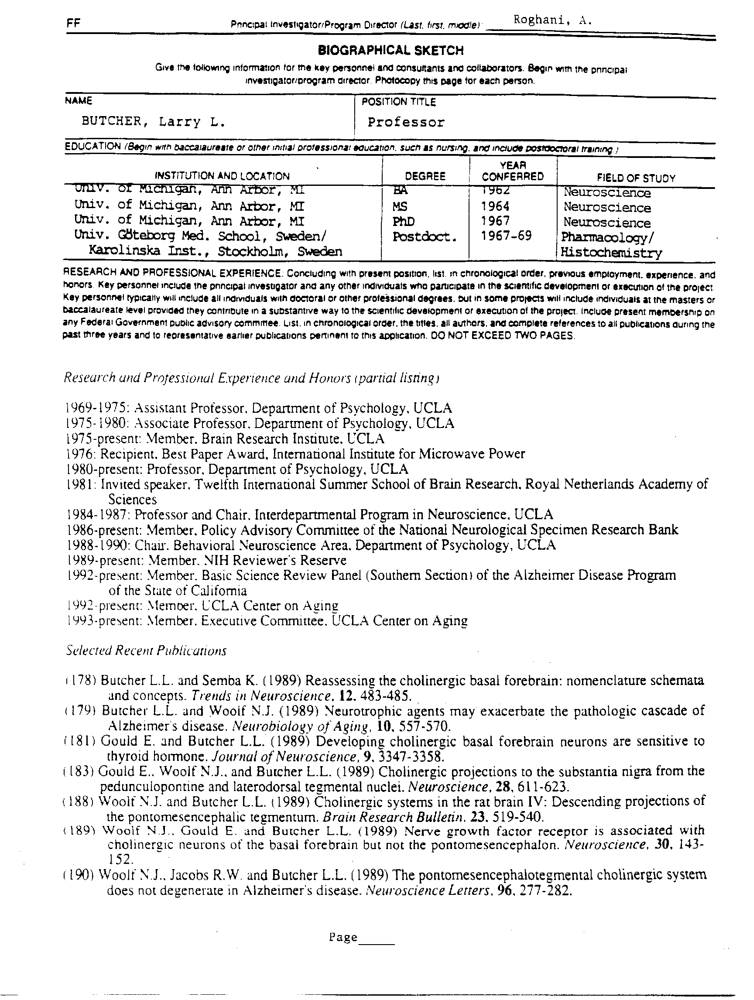 FF
Principal Investigator/Program Director (Last, first, middle): Roghani, A.
BIOGRAPHICAL SKETCH
Give the following information for the key personnel and consultants and collaborators. Begin with the principal
investigator/program director. Photocopy this page for each person.
NAME POSITION TITLE
BUTCHER, Larry L. Professor
EDUCATION (Begin with baccalaureate or other initial professional education, such as nursing, and include postdoctoral training.)
INSTITUTION AND LOCATION DEGREE YEAR CONFERRED FIELD OF STUDY
Univ. of Michigan, Ann Arbor, MI BA 1962 Neuroscience
Univ. of Michigan, Ann Arbor, MI MS 1964 Neuroscience
Univ. of Michigan, Ann Arbor, MI PhD 1967 Neuroscience
Univ. Göteborg Med. School, Sweden/ Postdoct. 1967-69 Pharmacology/
Karolinska Inst., Stockholm, Sweden Histochemistry
RESEARCH AND PROFESSIONAL EXPERIENCE: Concluding with present position, list, in chronological order, previous employment, experience, and
honors. Key personnel include the principal investigator and any other individuals who participate in the scientific development or execution of the project.
Key personnel typically will include all individuals with doctoral or other professional degrees, but in some projects will include individuals at the masters or
baccalaureate level provided they contribute in a substantive way to the scientific development or execution of the project. Include present membership on
any Federal Government public advisory committee. List, in chronological order, the titles, all authors, and complete references to all publications during the
past three years and to representative earlier publications pertinent to this application. DO NOT EXCEED TWO PAGES.
Research and Professional Experience and Honors (partial listing)
1969-1975: Assistant Professor, Department of Psychology, UCLA
1975-1980: Associate Professor, Department of Psychology, UCLA
1975-present: Member, Brain Research Institute, UCLA
1976: Recipient, Best Paper Award, International Institute for Microwave Power
1980-present: Professor, Department of Psychology, UCLA
1981: Invited speaker, Twelfth International Summer School of Brain Research, Royal Netherlands Academy of
Sciences
1984-1987: Professor and Chair, Interdepartmental Program in Neuroscience, UCLA
1986-present: Member, Policy Advisory Committee of the National Neurological Specimen Research Bank
1988-1990: Chair, Behavioral Neuroscience Area, Department of Psychology, UCLA
1989-present: Member, NIH Reviewer's Reserve
1992-present: Member, Basic Science Review Panel (Southern Section) of the Alzheimer Disease Program
of the State of California
1992-present: Member, UCLA Center on Aging
1993-present: Member, Executive Committee, UCLA Center on Aging
Selected Recent Publications
(178) Butcher L.L. and Semba K. (1989) Reassessing the cholinergic basal forebrain: nomenclature schemata
and concepts. Trends in Neuroscience, 12, 483-485.
(179) Butcher L.L. and Woolf N.J. (1989) Neurotrophic agents may exacerbate the pathologic cascade of
Alzheimer's disease. Neurobiology of Aging, 10, 557-570.
(181) Gould E. and Butcher L.L. (1989) Developing cholinergic basal forebrain neurons are sensitive to
thyroid hormone. Journal of Neuroscience, 9, 3347-3358.
(183) Gould E., Woolf N.J., and Butcher L.L. (1989) Cholinergic projections to the substantia nigra from the
pedunculopontine and laterodorsal tegmental nuclei. Neuroscience, 28, 611-623.
(188) Woolf N.J. and Butcher L.L. (1989) Cholinergic systems in the rat brain IV: Descending projections of
the pontomesencephalic tegmentum. Brain Research Bulletin, 23, 519-540.
(189) Woolf N.J., Gould E. and Butcher L.L. (1989) Nerve growth factor receptor is associated with
cholinergic neurons of the basal forebrain but not the pontomesencephalon. Neuroscience, 30, 143-
152.
(190) Woolf N.J., Jacobs R.W. and Butcher L.L. (1989) The pontomesencephalotegmental cholinergic system
does not degenerate in Alzheimer's disease. Neuroscience Letters, 96, 277-282.
Page